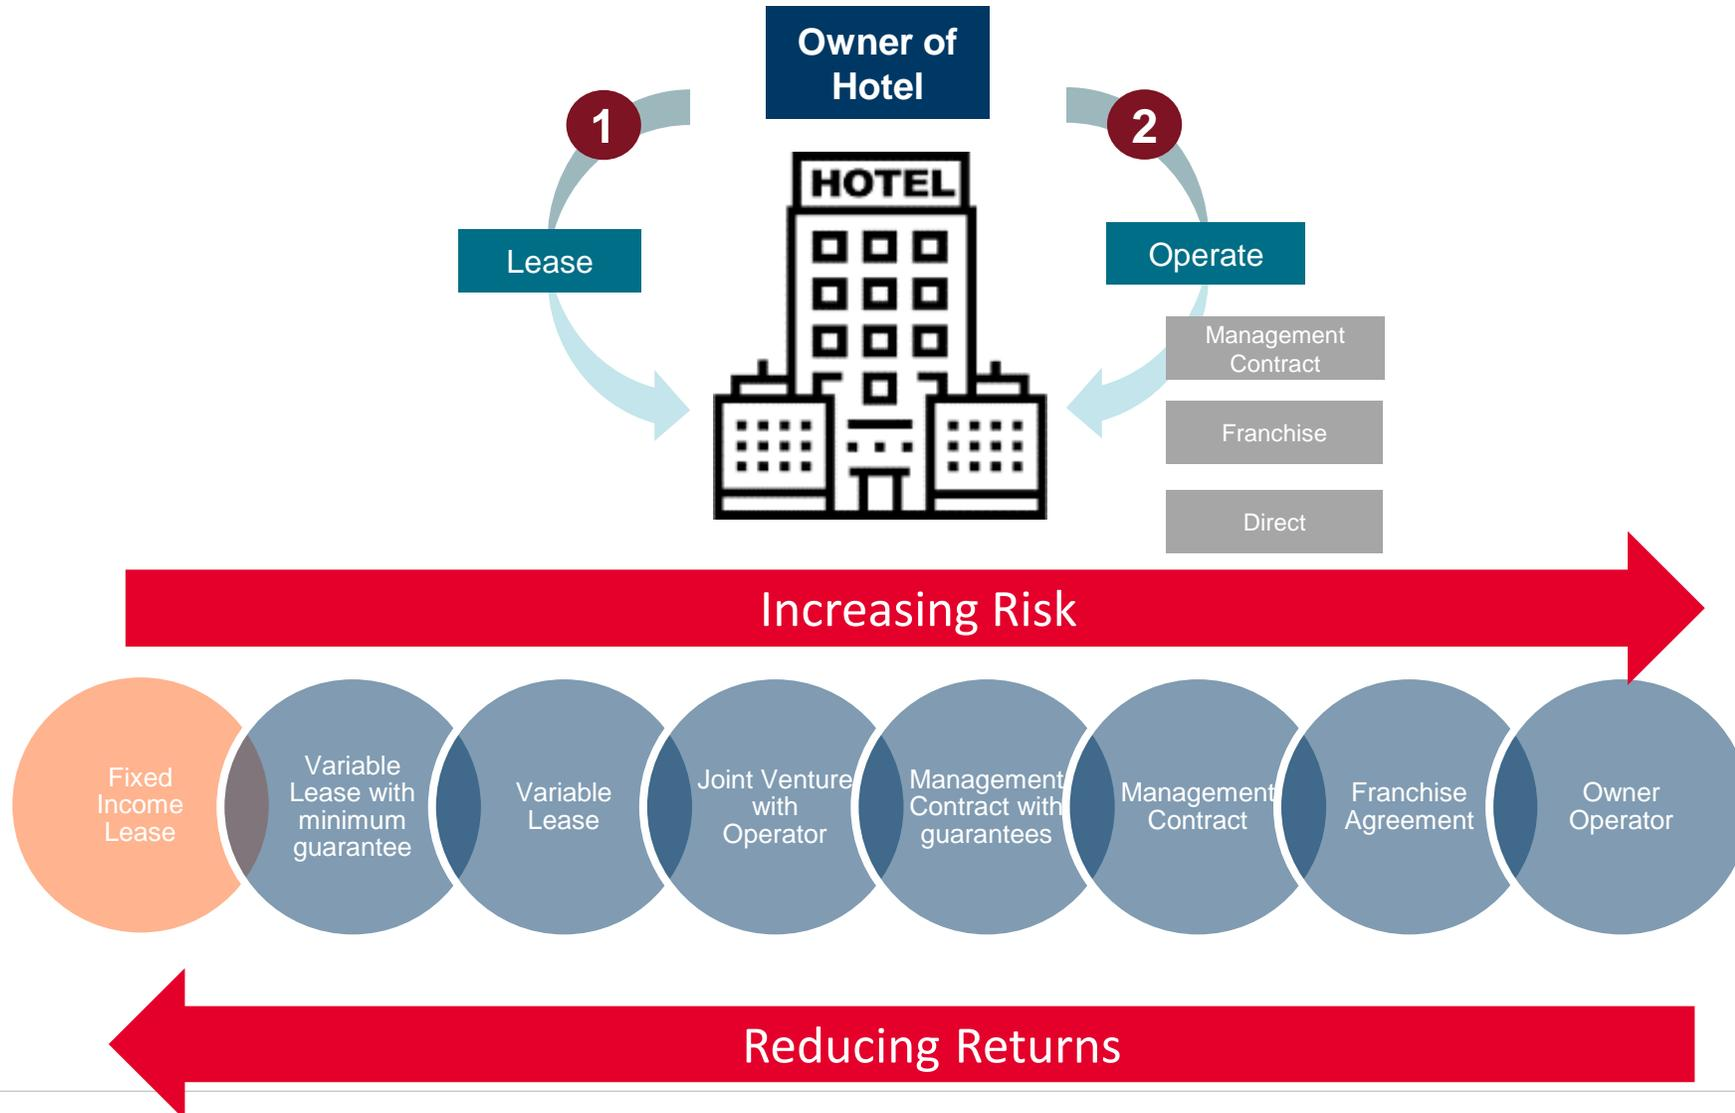 Owner of
Hotel
1
2
HOTEL
Lease
Operate
Management
Contract
Franchise
Direct
Increasing Risk
Fixed
Income
Lease
Variable
Lease with
minimum
guarantee
Variable
Lease
Joint Venture
with
Operator
Management
Contract with
guarantees
Management
Contract
Franchise
Agreement
Owner
Operator
Reducing Returns